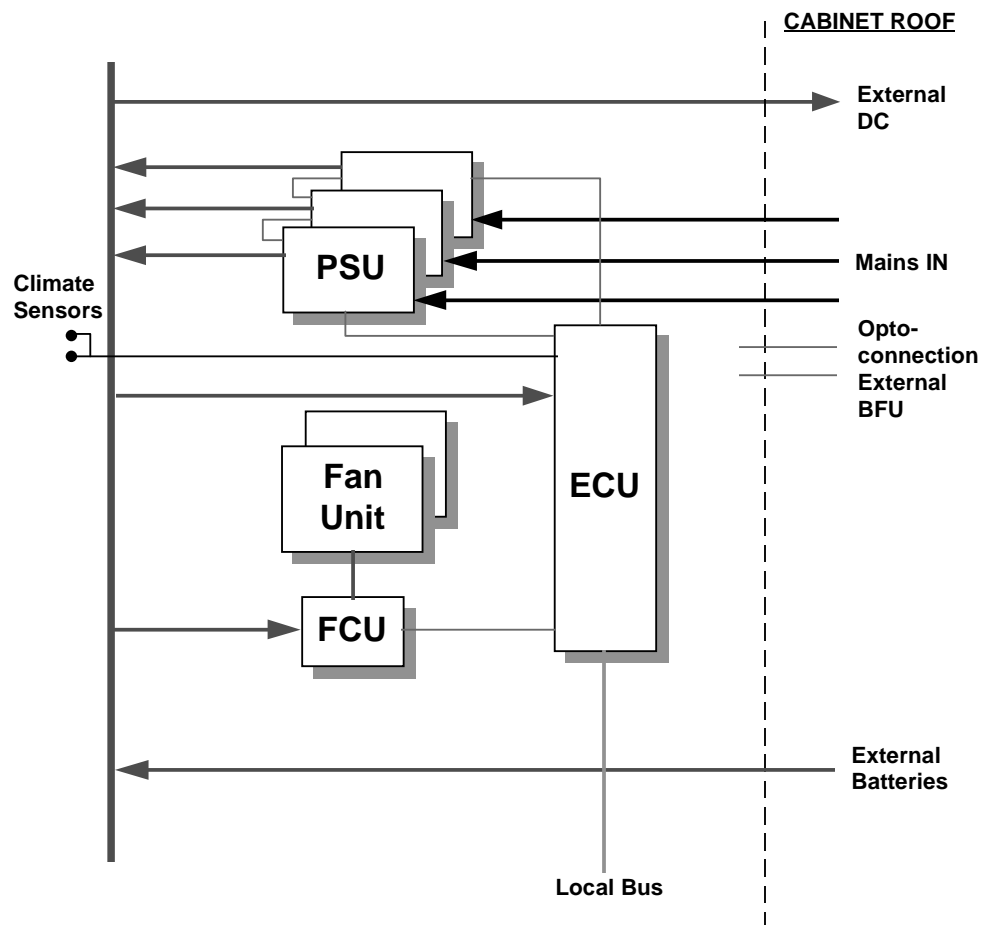 CABINET ROOF
External
DC
PSU
Mains IN
Climate
Sensors
Opto-
connection
External
BFU
Fan
Unit
ECU
FCU
External
Batteries
Local Bus